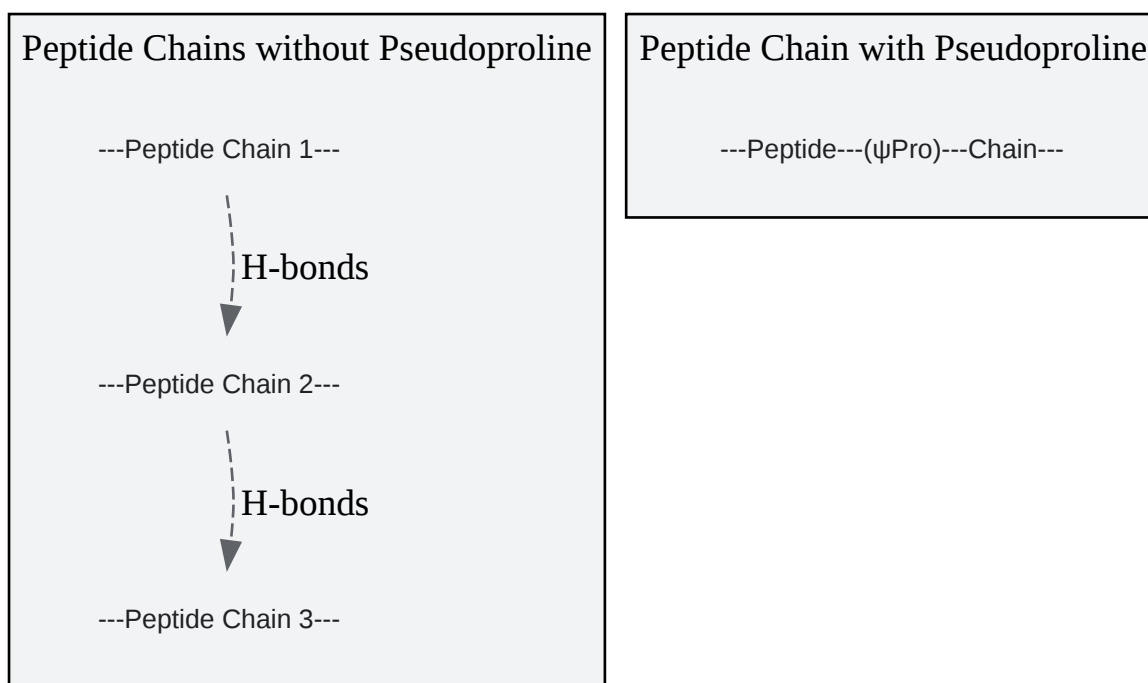 Peptide Chains without Pseudoproline
---Peptide Chain 1---
H-bonds
---Peptide Chain 2---
H-bonds
---Peptide Chain 3---
Peptide Chain with Pseudoproline
---Peptide---(ψPro)---Chain---